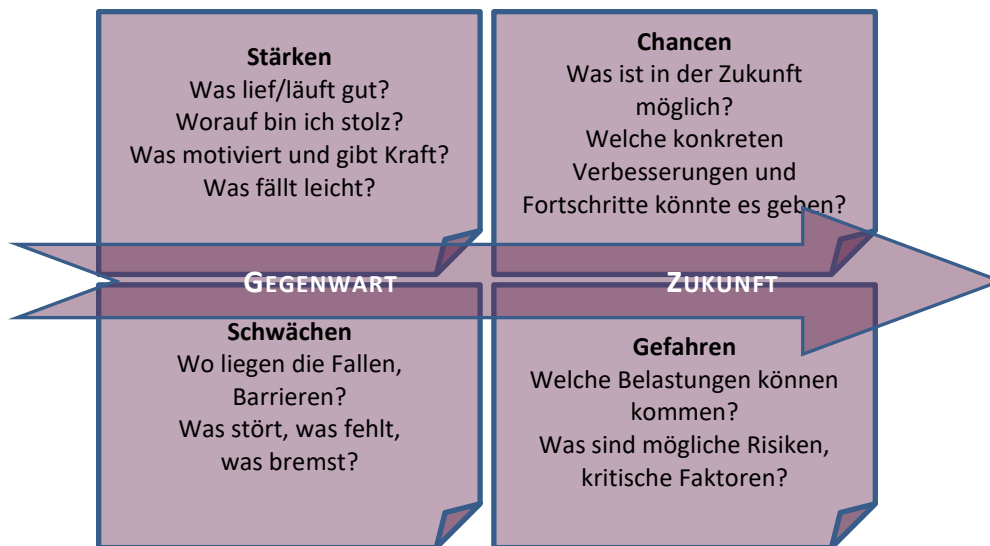 Stärken
Was lief/läuft gut?
Worauf bin ich stolz?
Was motiviert und gibt Kraft?
Was fällt leicht?
Chancen
Was ist in der Zukunft
möglich?
Welche konkreten
Verbesserungen und
Fortschritte könnte es geben?
GEGENWART
ZUKUNFT
Schwächen
Wo liegen die Fallen,
Barrieren?
Was stört, was fehlt,
was bremst?
Gefahren
Welche Belastungen können
kommen?
Was sind mögliche Risiken,
kritische Faktoren?